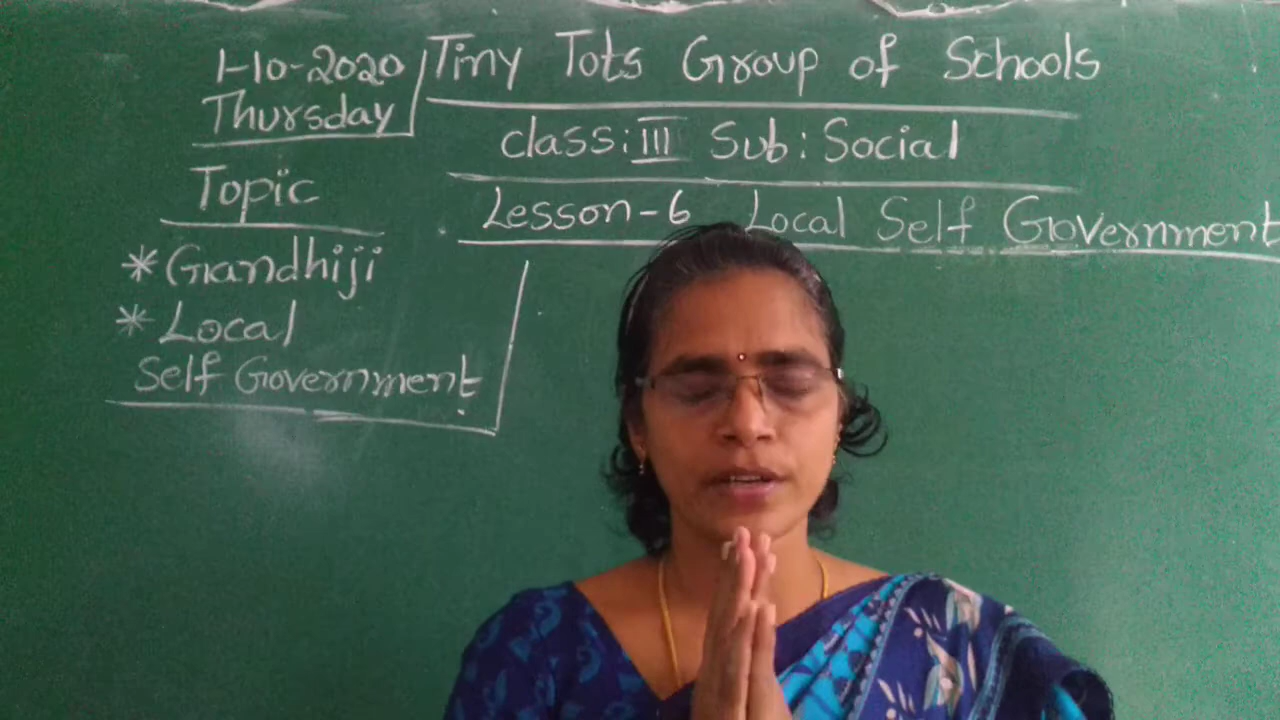 1-10-2020
Thursday
Tiny Tots Group of Schools
class: III Sub: Social
Lesson-6 Local Self Government
Topic
* Gandhiji
* Local
Self Government